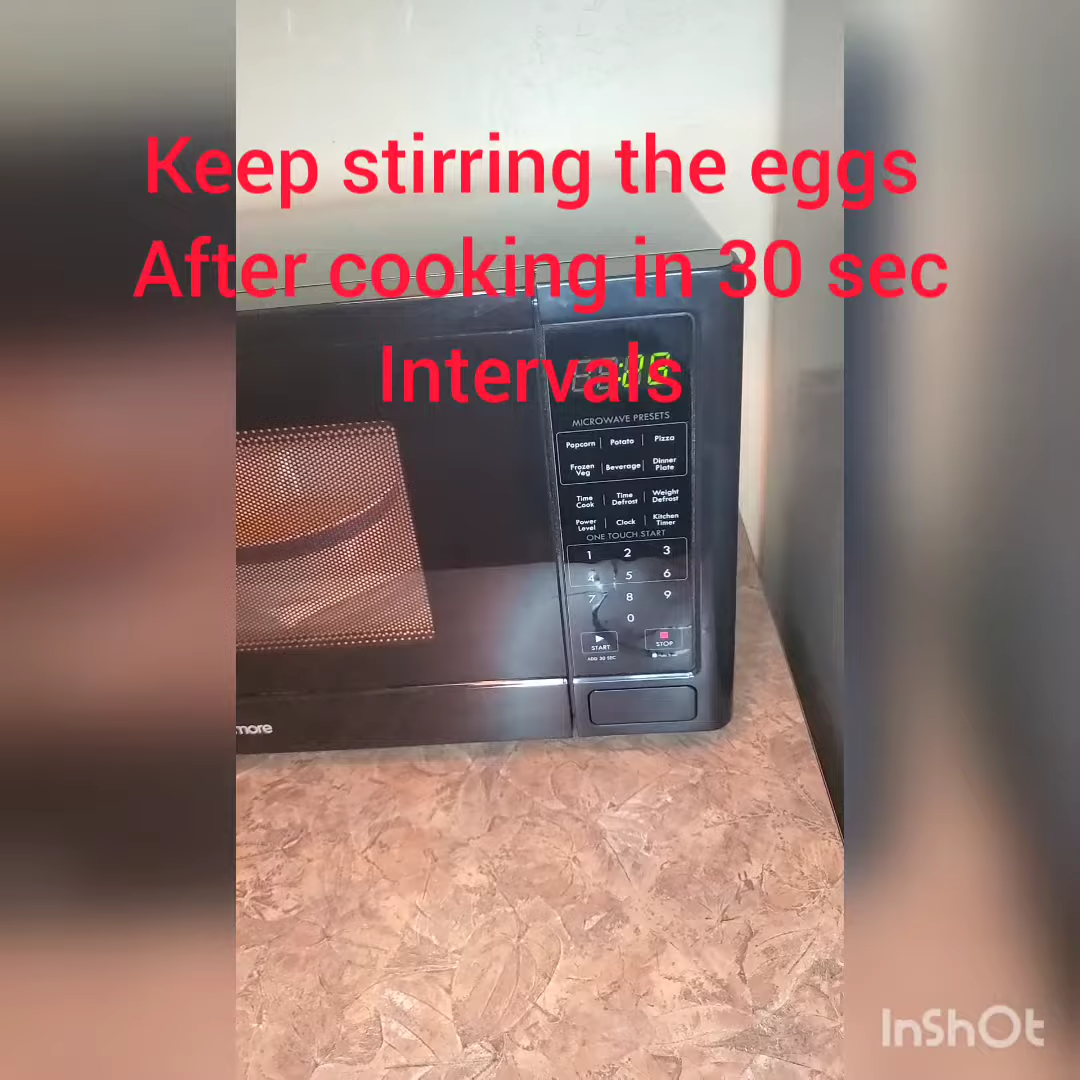 Keep stirring the eggs
After cooking in 30 sec
Intervals
MICROWAVE PRESETS
Popcorn Potato Pizza
Frozen Veg Beverage Dinner Plate
Time Cook Time Defrost Weight Defrost
Power Level Clock Kitchen Timer
ONE TOUCH START
1 2 3
4 5 6
7 8 9
0
START STOP
ADD 30 SEC
more
InShOt